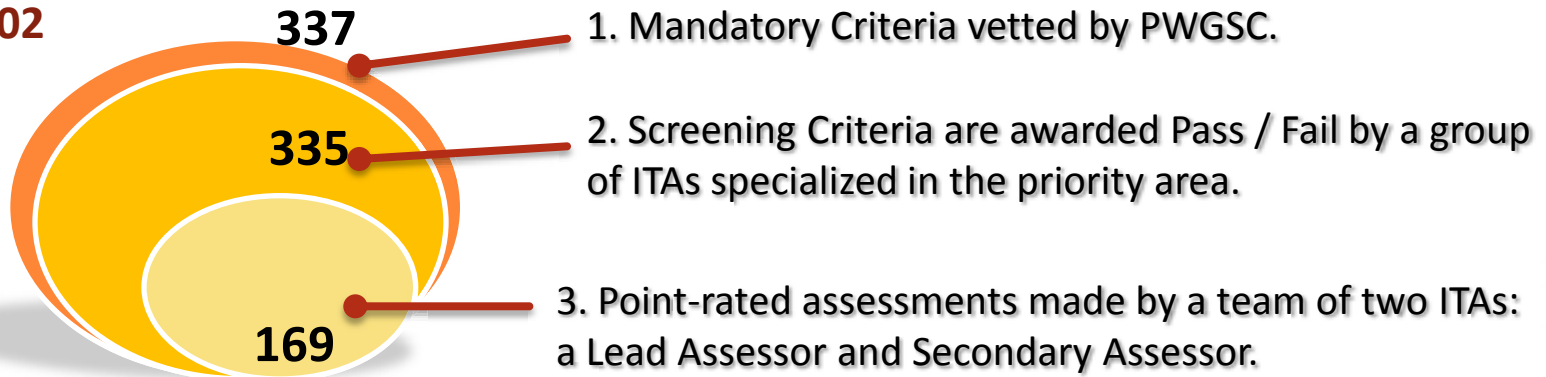 02
337
1. Mandatory Criteria vetted by PWGSC.
335
2. Screening Criteria are awarded Pass / Fail by a group
of ITAs specialized in the priority area.
3. Point-rated assessments made by a team of two ITAs:
a Lead Assessor and Secondary Assessor.
169